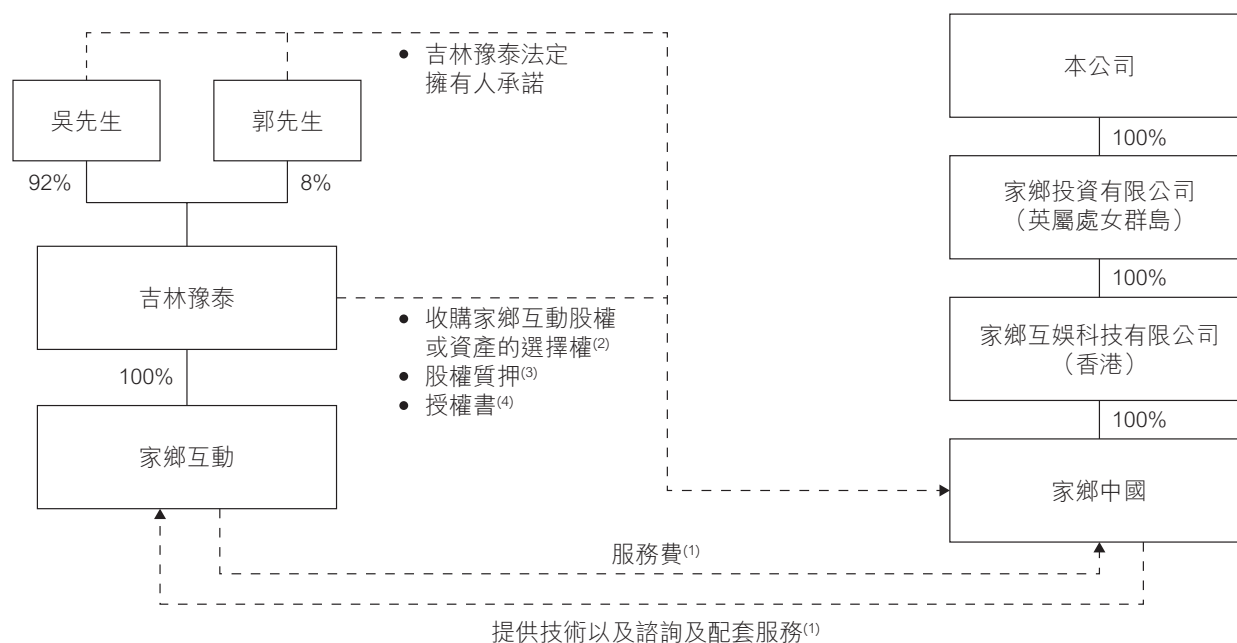 • 吉林豫泰法定
擁有人承諾
吳先生
郭先生
92%
8%
吉林豫泰
100%
家鄉互動
• 收購家鄉互動股權
或資產的選擇權(2)
• 股權質押(3)
• 授權書(4)
本公司
100%
家鄉投資有限公司
（英屬處女群島）
100%
家鄉互娛科技有限公司
（香港）
100%
家鄉中國
服務費(1)
提供技術以及諮詢及配套服務(1)